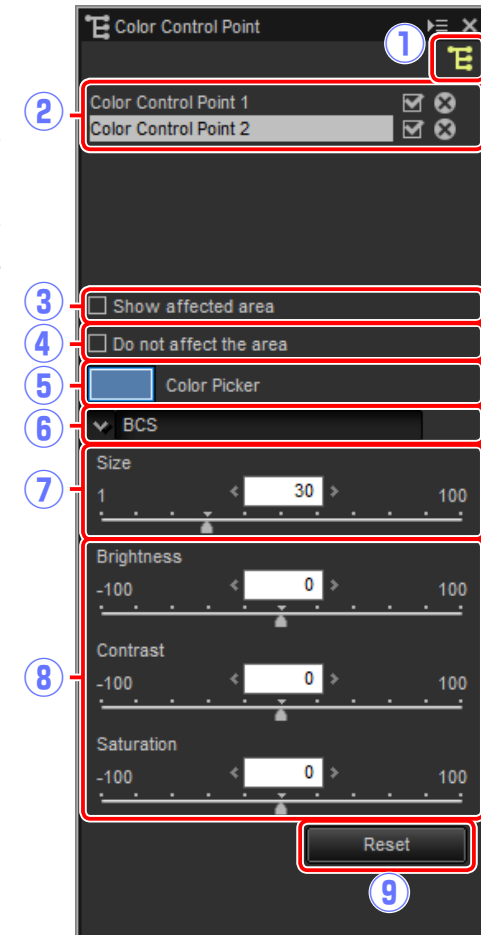 Color Control Point
1
2
Color Control Point 1
Color Control Point 2
3
Show affected area
4
Do not affect the area
5
Color Picker
6
BCS
7
Size
1 30 100
8
Brightness
-100 0 100
Contrast
-100 0 100
Saturation
-100 0 100
Reset
9